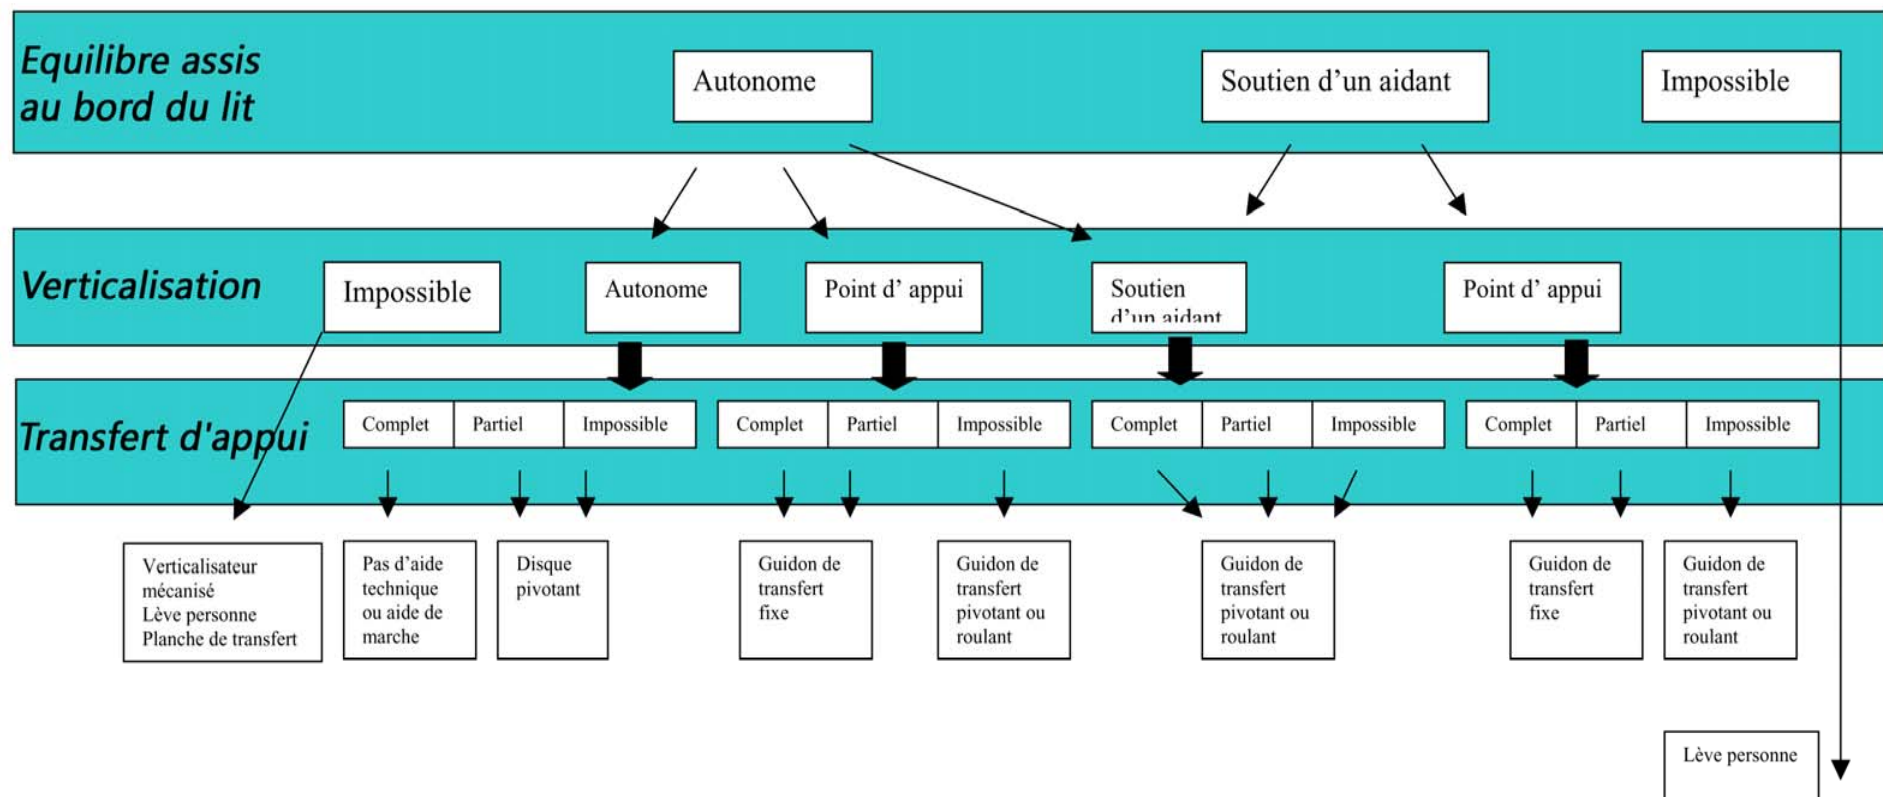 Equilibre assis
au bord du lit
Autonome
Soutien d'un aidant
Impossible
Verticalisation
Impossible
Autonome
Point d' appui
Soutien
d'un aidant
Point d' appui
Transfert d'appui
Complet
Partiel
Impossible
Complet
Partiel
Impossible
Complet
Partiel
Impossible
Complet
Partiel
Impossible
Verticalisateur
mécanisé
Lève personne
Planche de transfert
Pas d'aide
technique
ou aide de
marche
Disque
pivotant
Guidon de
transfert
fixe
Guidon de
transfert
pivotant ou
roulant
Guidon de
transfert
pivotant ou
roulant
Guidon de
transfert
fixe
Guidon de
transfert
pivotant ou
roulant
Lève personne